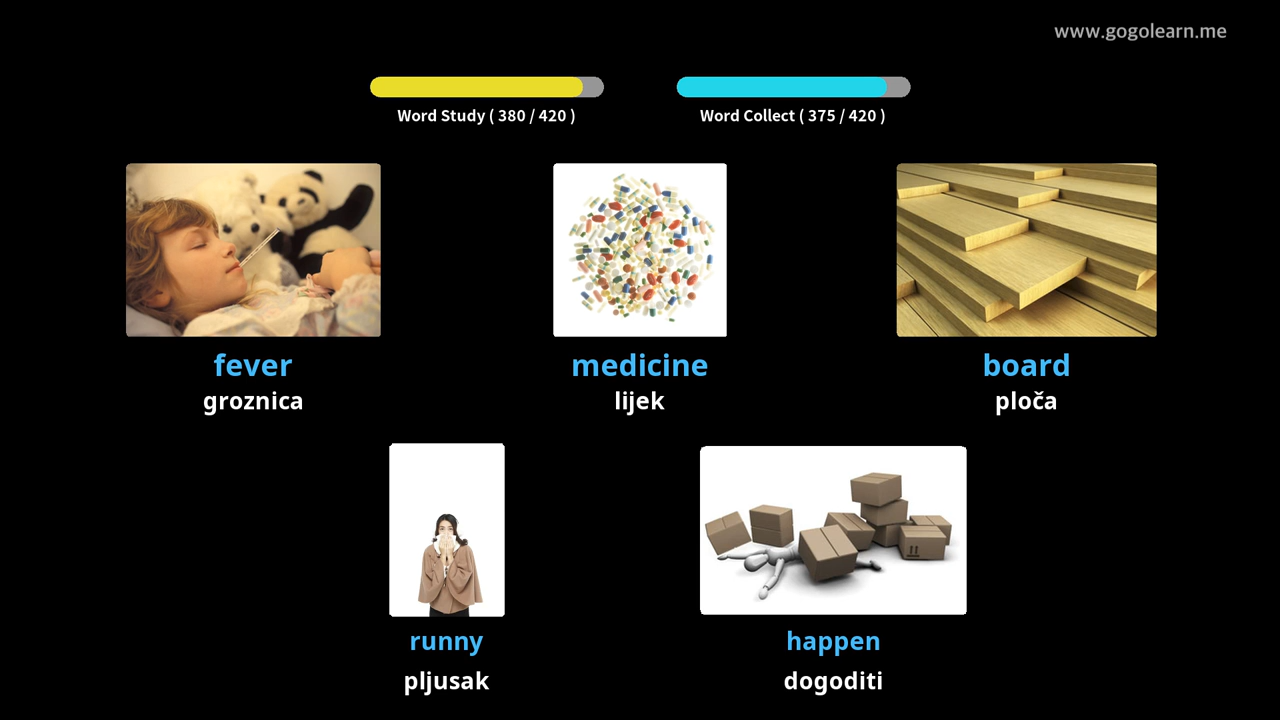 www.gogolearn.me
Word Study ( 380 / 420 )
Word Collect ( 375 / 420 )
fever
groznica
medicine
lijek
board
ploča
runny
pljusak
happen
dogoditi